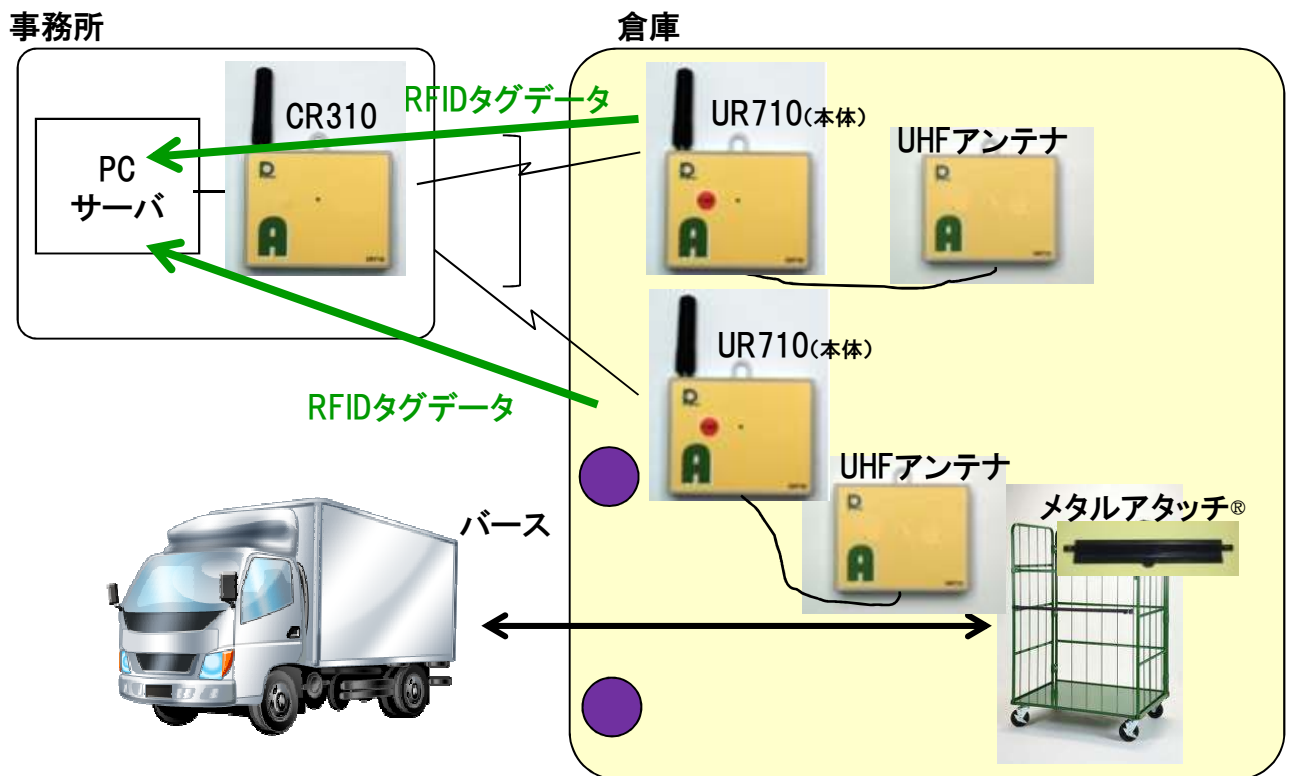 事務所
倉庫
CR310
RFIDタグデータ
UR710(本体)
UHFアンテナ
PC
サーバ
A
A
A
UR710(本体)
RFIDタグデータ
A
UHFアンテナ
A
メタルアタッチ®
バース